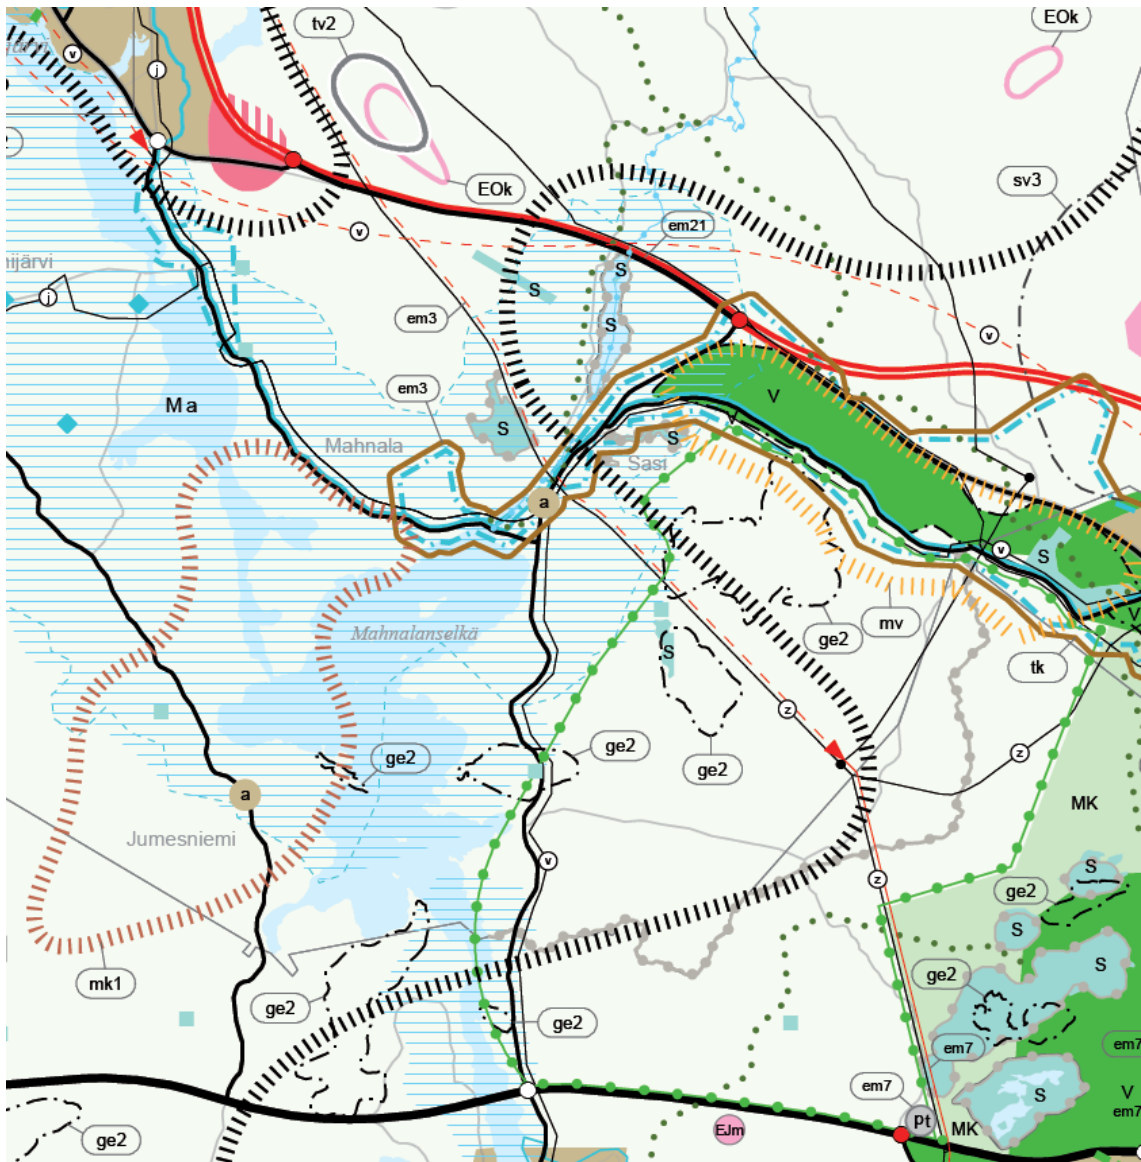 tv2
EOk
v
j
EOk
sv3
em21
v
S
nijärvi
S
j
S
em3
v
em3
V
Ma
S
V
S
Mahnala
Sasi
a
v
S
Mahnalanselkä
ge2
mv
V
S
tk
z
ge2
ge2
ge2
z
a
MK
Jumesniemi
v
S
z
ge2
S
S
mk1
ge2
ge2
ge2
em7
em7
em7
S
V
em7
pt
EJm
MK
ge2